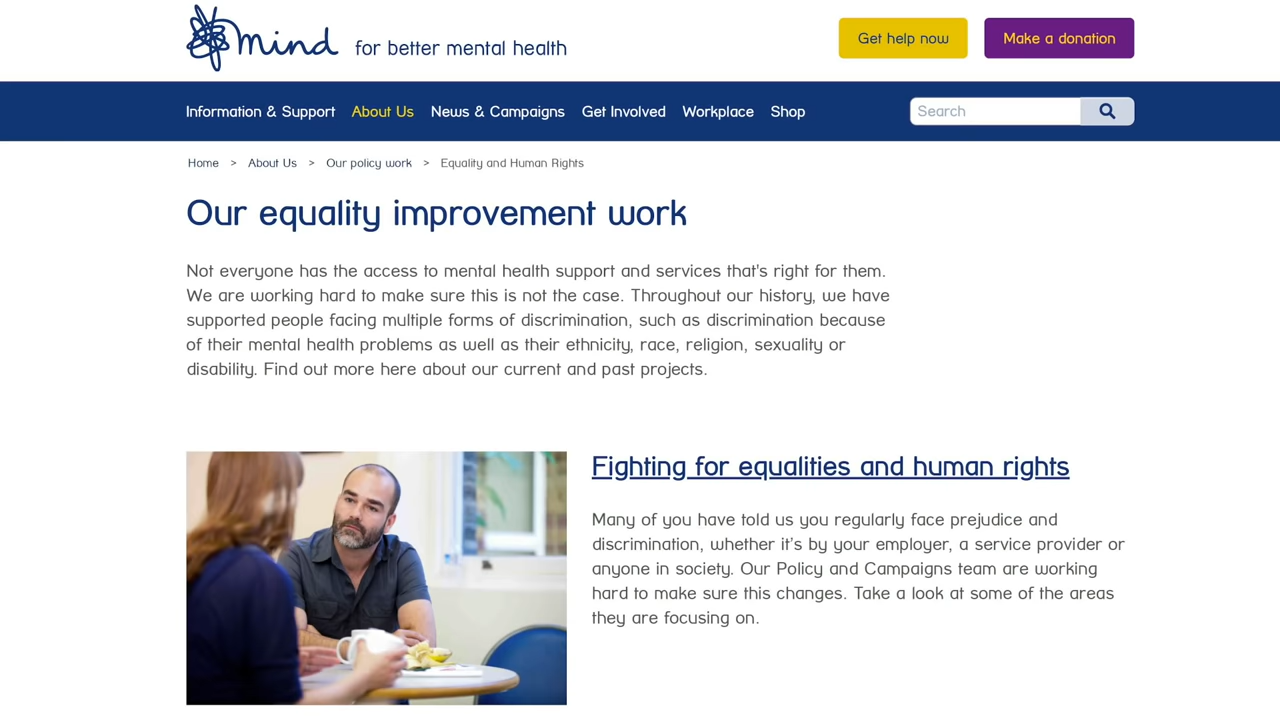 mind for better mental health
Get help now
Make a donation
Information & Support About Us News & Campaigns Get Involved Workplace Shop
Search
Home > About Us > Our policy work > Equality and Human Rights
Our equality improvement work
Not everyone has the access to mental health support and services that's right for them.
We are working hard to make sure this is not the case. Throughout our history, we have
supported people facing multiple forms of discrimination, such as discrimination because
of their mental health problems as well as their ethnicity, race, religion, sexuality or
disability. Find out more here about our current and past projects.
Fighting for equalities and human rights
Many of you have told us you regularly face prejudice and
discrimination, whether it's by your employer, a service provider or
anyone in society. Our Policy and Campaigns team are working
hard to make sure this changes. Take a look at some of the areas
they are focusing on.